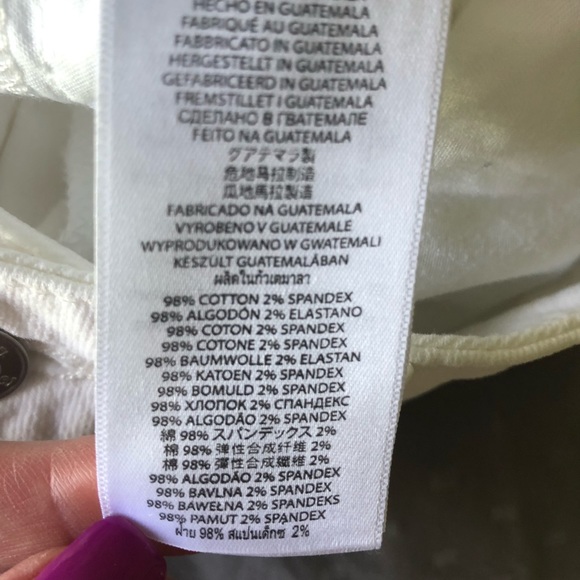 HECHO EN GUATEMALA
FABRIQUÉ AU GUATEMALA
FABBRICATO IN GUATEMALA
HERGESTELLT IN GUATEMALA
GEFABRICEERD IN GUATEMALA
FREMSTILLET I GUATEMALA
СДЕЛАНО В ГВАТЕМАЛЕ
FEITO NA GUATEMALA
グアテマラ製
危地马拉制造
瓜地馬拉製造
FABRICADO NA GUATEMALA
VYROBENO V GUATEMALE
WYPRODUKOWANO W GWATEMALI
KÉSZÜLT GUATEMALÁBAN
ผลิตในกัวเตมาลา
98% COTTON 2% SPANDEX
98% ALGODÓN 2% ELASTANO
98% COTON 2% SPANDEX
98% COTONE 2% SPANDEX
98% BAUMWOLLE 2% ELASTAN
98% KATOEN 2% SPANDEX
98% BOMULD 2% SPANDEX
98% ХЛОПОК 2% СПАНДЕКС
98% ALGODÃO 2% SPANDEX
綿 98% スパンデックス 2%
棉 98% 弹性合成纤维 2%
棉 98% 彈性合成纖維 2%
98% ALGODÃO 2% SPANDEX
98% BAVLNA 2% SPANDEX
98% BAWEŁNA 2% SPANDEKS
98% PAMUT 2% SPANDEX
ฝ้าย 98% สแปนเด็กซ์ 2%